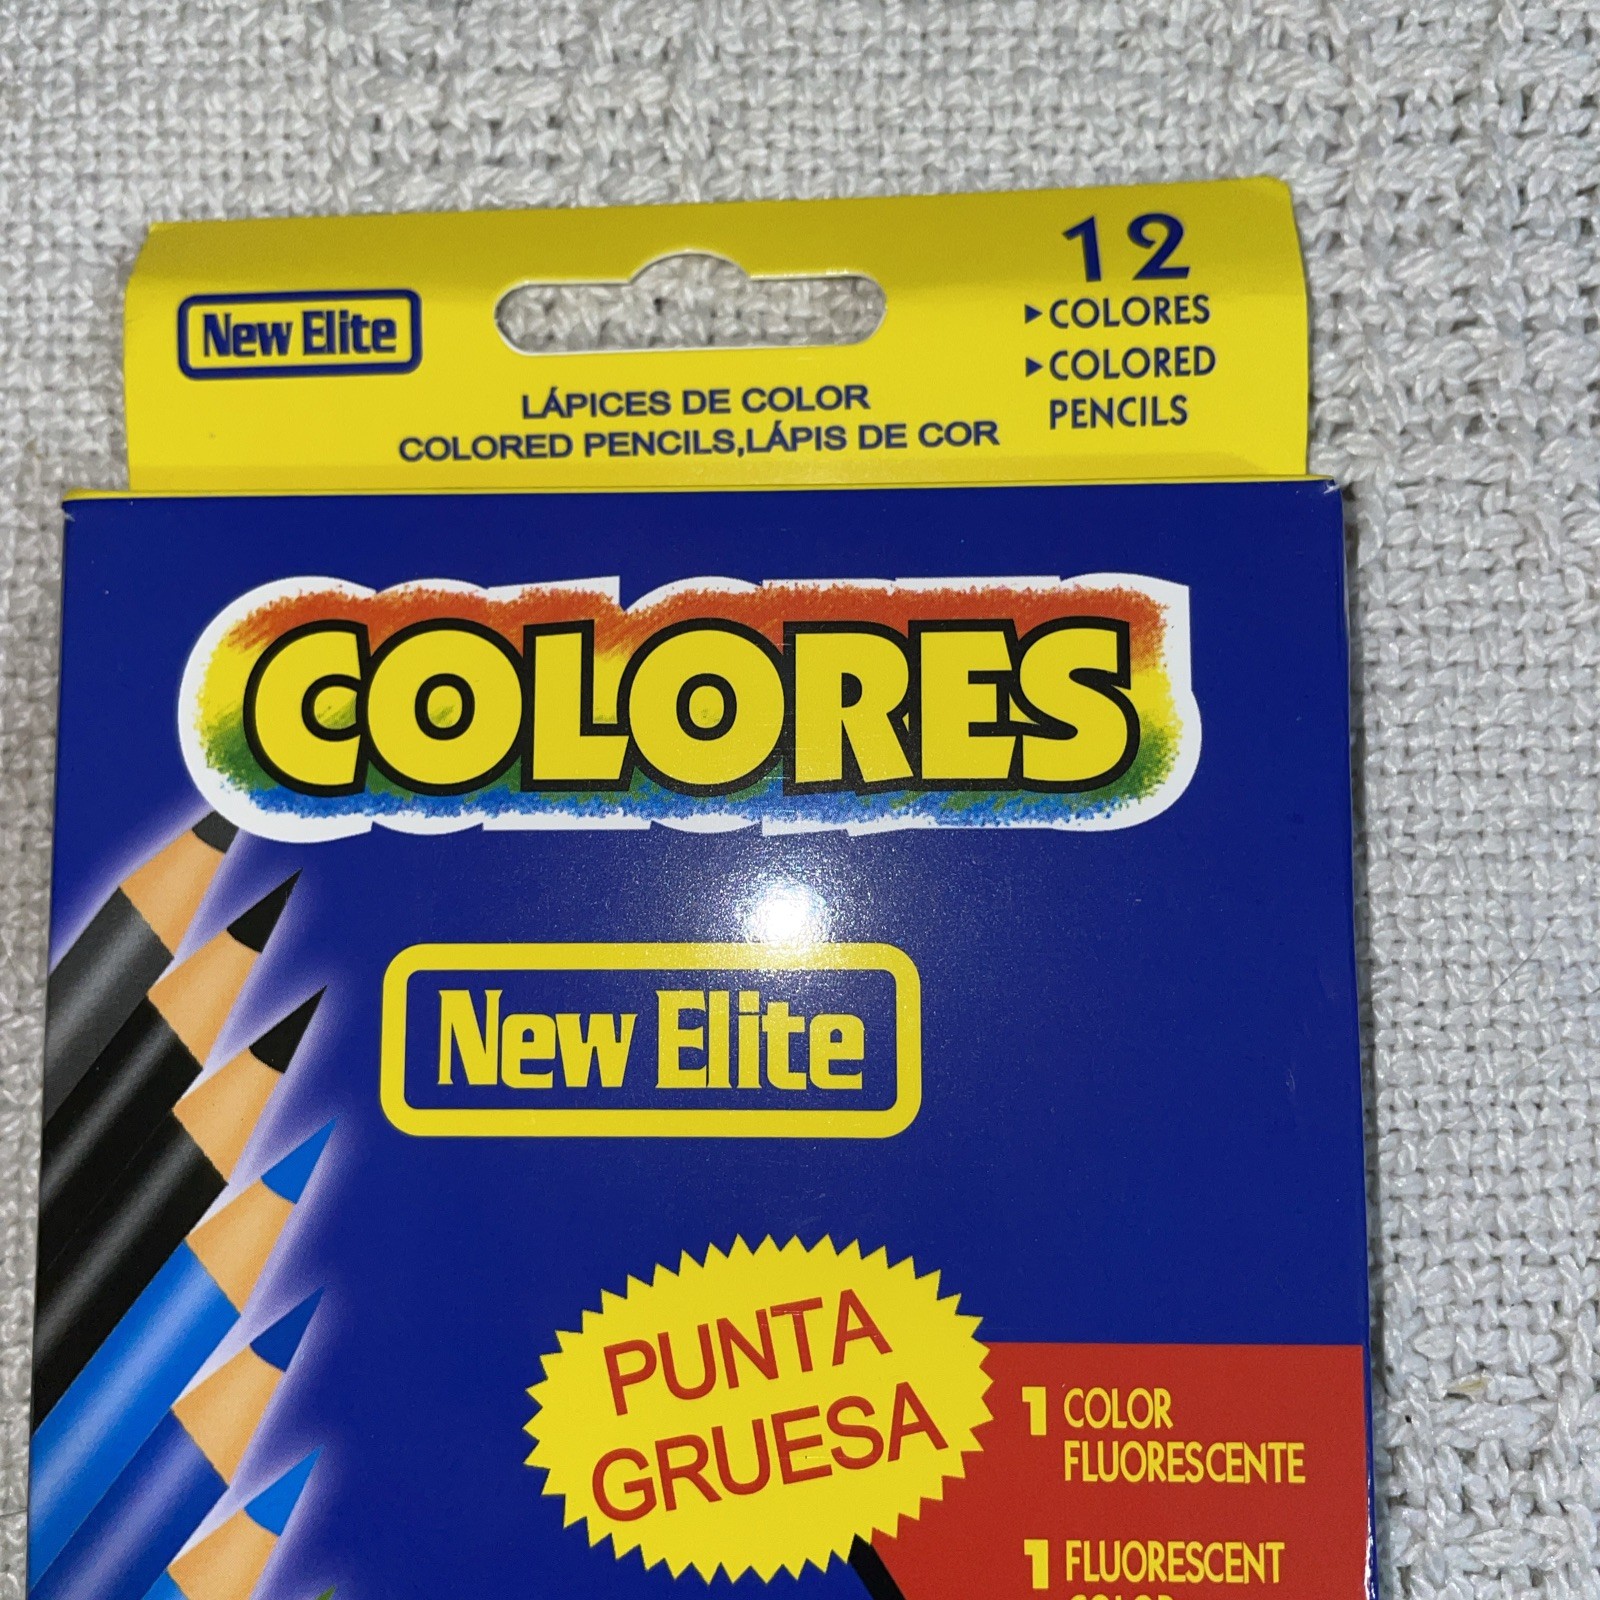 12
New Elite
▸COLORES
▸COLORED
PENCILS
LÁPICES DE COLOR
COLORED PENCILS,LÁPIS DE COR
COLORES
New Elite
PUNTA
GRUESA
1 COLOR
FLUORESCENTE
1 FLUORESCENT
COLOR